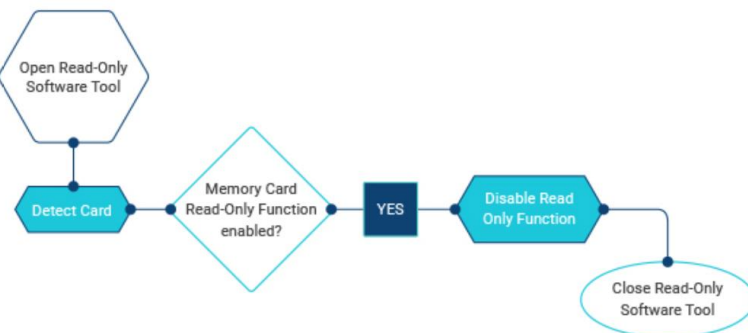 Open Read-Only
Software Tool
Detect Card
Memory Card
Read-Only Function
enabled?
YES
Disable Read
Only Function
Close Read-Only
Software Tool